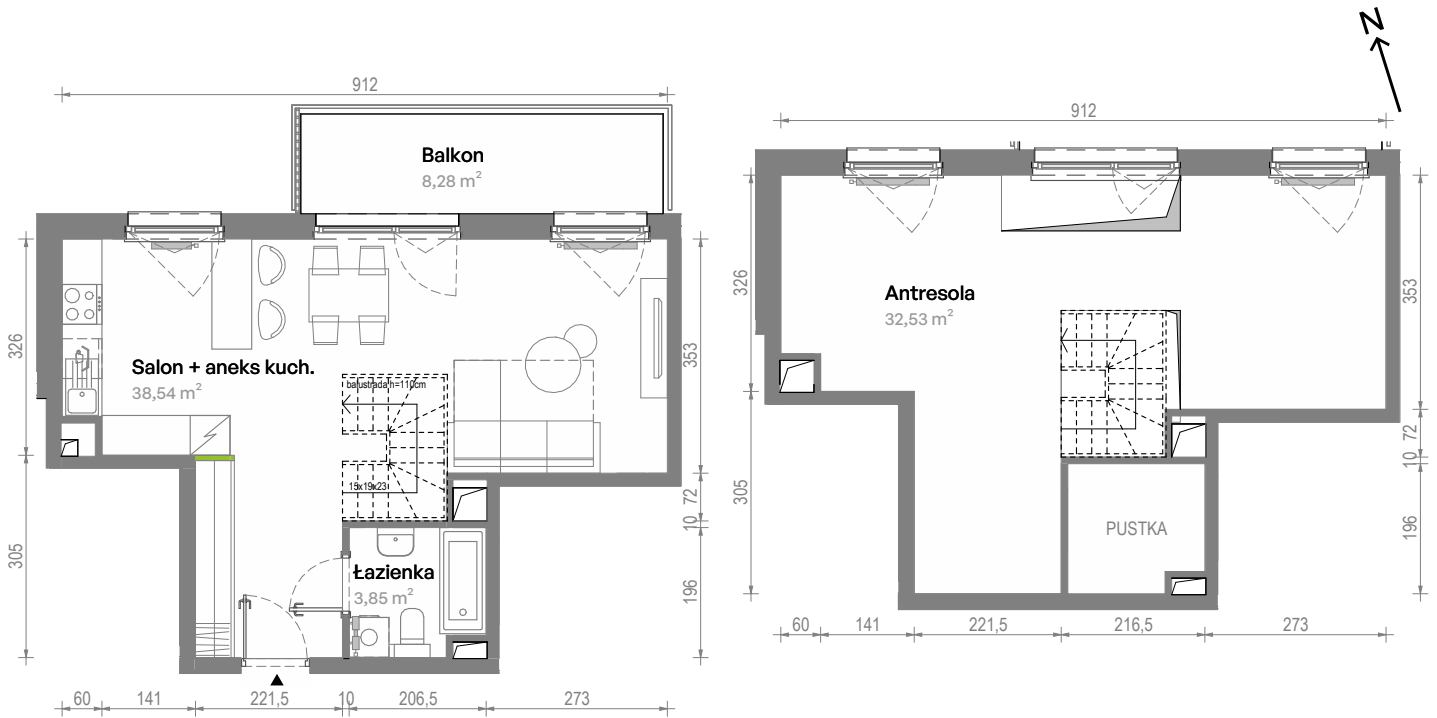 N
912
912
Balkon
8,28 m²
326
Salon + aneks kuch.
38,54 m²
balustrada h=110cm
15x19x23
353
72
10
305
Łazienka
3,85 m²
196
60
141
221,5
10
206,5
273
326
Antresola
32,53 m²
353
72
10
305
PUSTKA
196
60
141
221,5
216,5
273